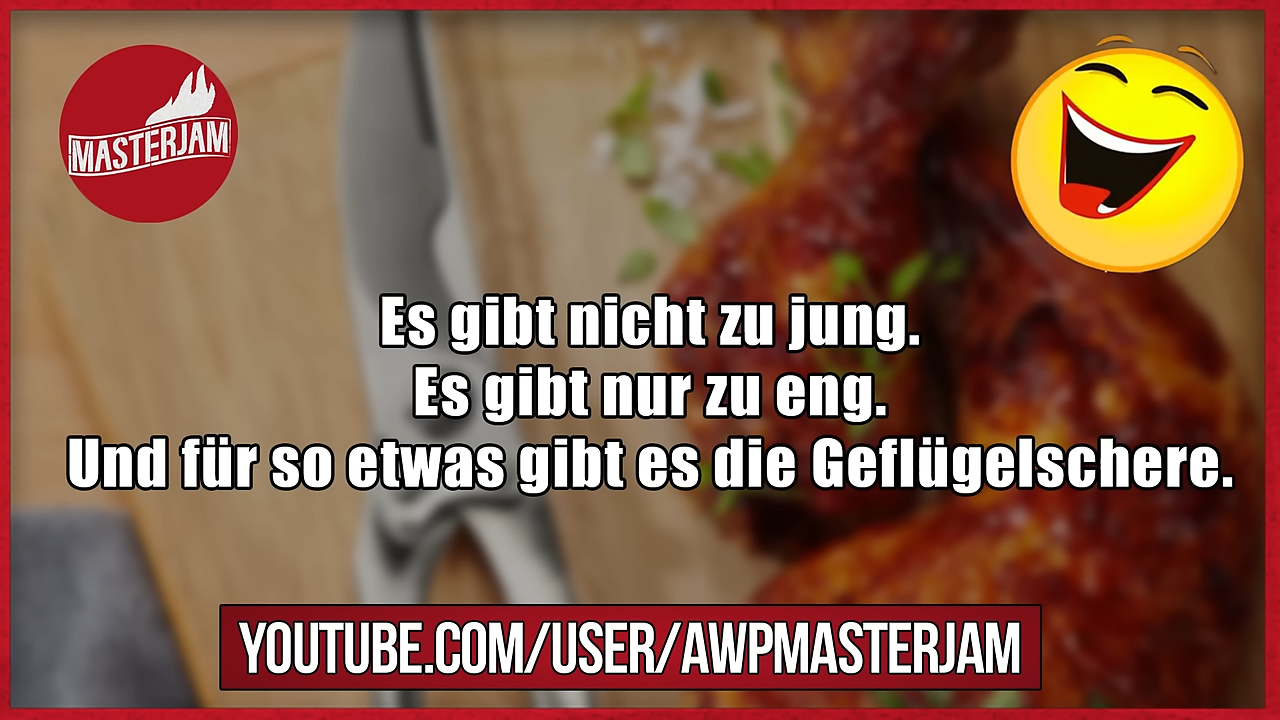 MASTERJAM
Es gibt nicht zu jung.
Es gibt nur zu eng.
Und für so etwas gibt es die Geflügelschere.
YOUTUBE.COM/USER/AWPMASTERJAM